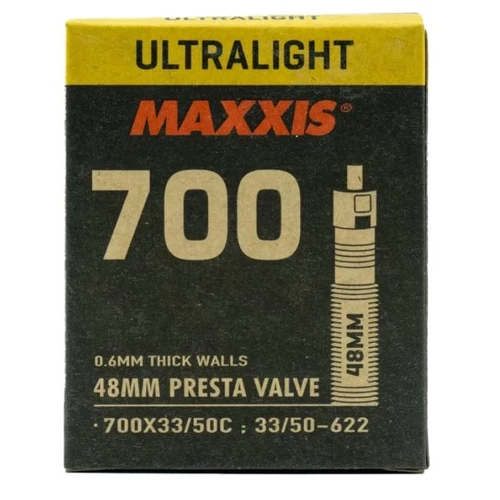 ULTRALIGHT
MAXXIS®
700
48MM
0.6MM THICK WALLS
48MM PRESTA VALVE
·700X33/50C : 33/50-622